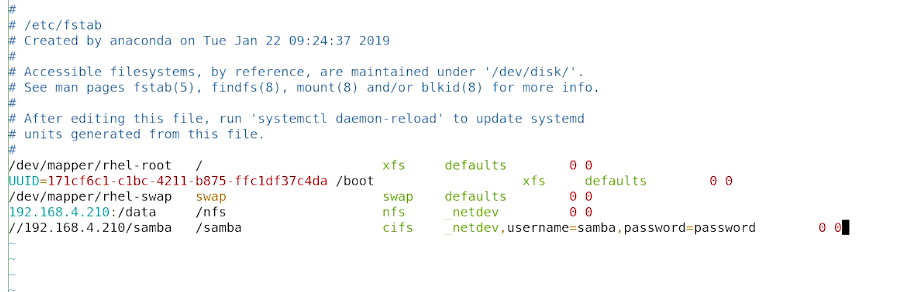 #
# /etc/fstab
# Created by anaconda on Tue Jan 22 09:24:37 2019
#
# Accessible filesystems, by reference, are maintained under '/dev/disk/'.
# See man pages fstab(5), findfs(8), mount(8) and/or blkid(8) for more info.
#
# After editing this file, run 'systemctl daemon-reload' to update systemd
# units generated from this file.
#
/dev/mapper/rhel-root / xfs defaults 0 0
UUID=171cf6c1-c1bc-4211-b875-ffc1df37c4da /boot xfs defaults 0 0
/dev/mapper/rhel-swap swap swap defaults 0 0
192.168.4.210:/data /nfs nfs _netdev 0 0
//192.168.4.210/samba /samba cifs _netdev,username=samba,password=password 0 0
~
~
~
~